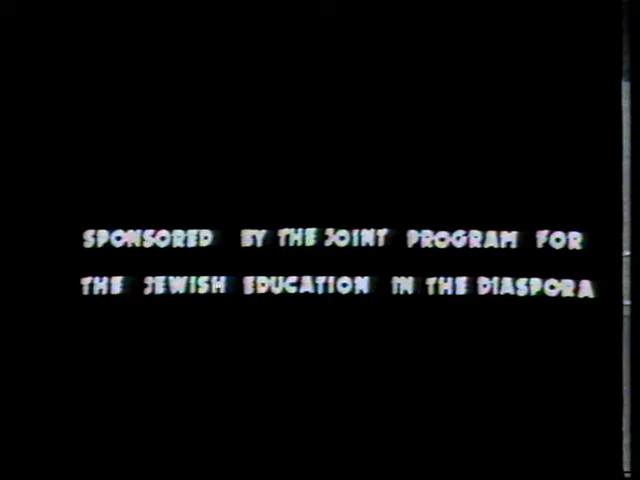 SPONSORED BY THE JOINT PROGRAM FOR
THE JEWISH EDUCATION IN THE DIASPORA